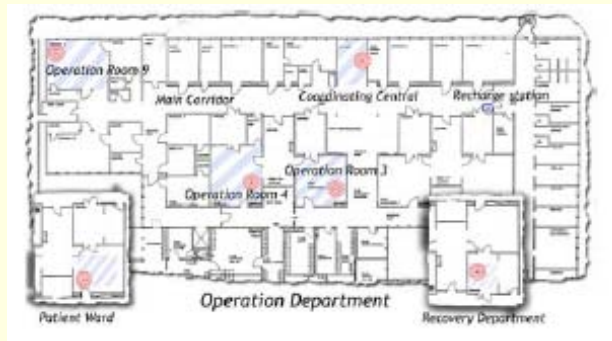 Operation Room 9
Main Corridor
Coordinating Central
Recharge station
Operation Room 3
Operation Room 4
Operation Department
Patient Ward
Recovery Department